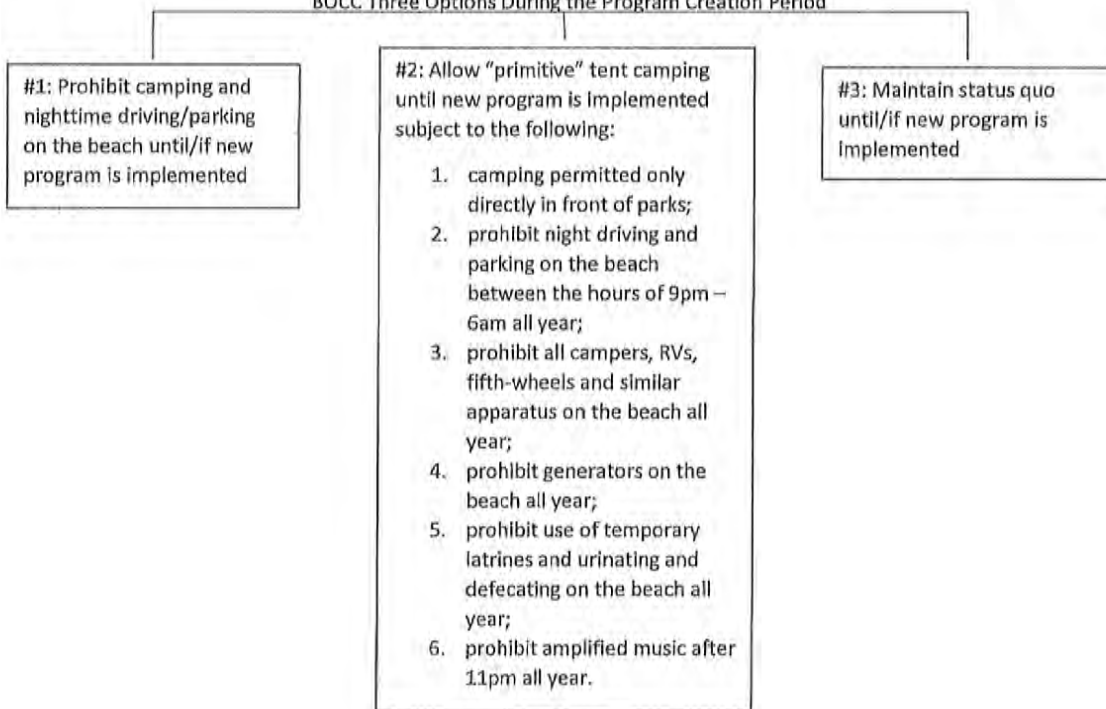 BOCC Three Options During the Program Creation Period
#1: Prohibit camping and
nighttime driving/parking
on the beach until/if new
program is implemented
#2: Allow "primitive" tent camping
until new program is implemented
subject to the following:
1. camping permitted only
directly in front of parks;
2. prohibit night driving and
parking on the beach
between the hours of 9pm –
6am all year;
3. prohibit all campers, RVs,
fifth-wheels and similar
apparatus on the beach all
year;
4. prohibit generators on the
beach all year;
5. prohibit use of temporary
latrines and urinating and
defecating on the beach all
year;
6. prohibit amplified music after
11pm all year.
#3: Maintain status quo
until/if new program is
implemented